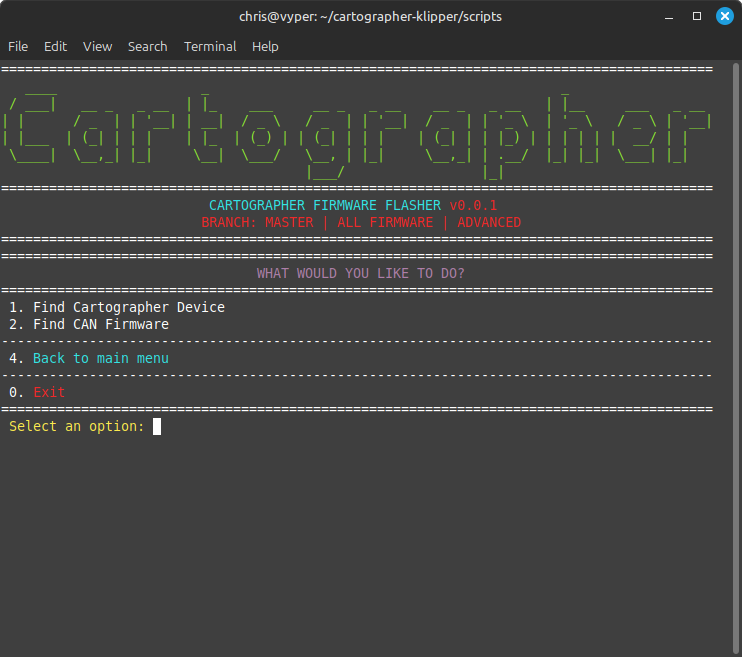 chris@vyper: ~/cartographer-klipper/scripts
File Edit View Search Terminal Help
Cartographer
CARTOGRAPHER FIRMWARE FLASHER v0.0.1
BRANCH: MASTER | ALL FIRMWARE | ADVANCED
WHAT WOULD YOU LIKE TO DO?
1. Find Cartographer Device
2. Find CAN Firmware
4. Back to main menu
0. Exit
Select an option: